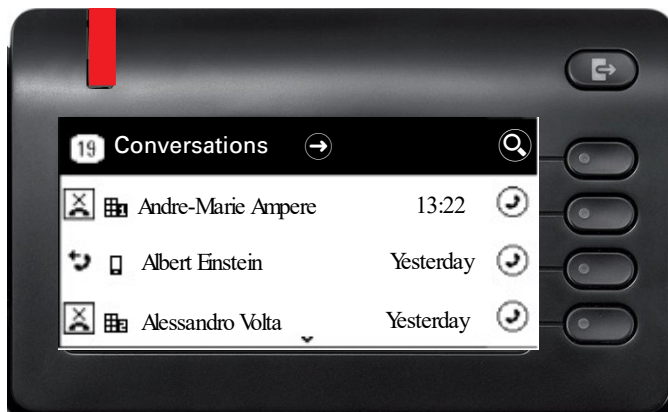 19 Conversations
Andre-Marie Ampere 13:22
Albert Einstein Yesterday
Alessandro Volta Yesterday